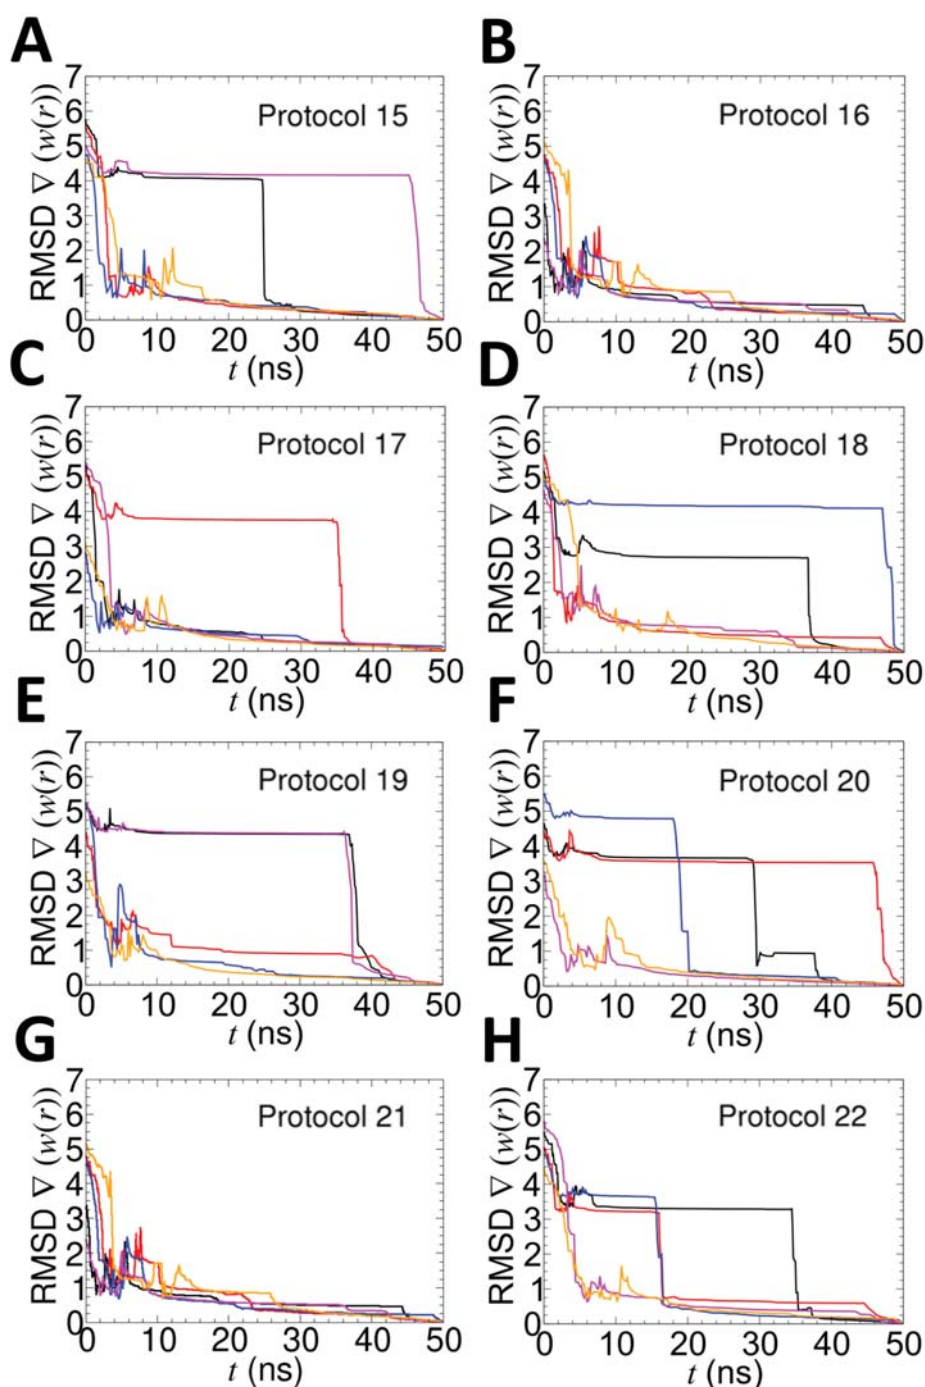 A
B
RMSD ∇ (w(r))
7
6
5
4
3
2
1
0
Protocol 15
0 10 20 30 40 50
t (ns)
RMSD ∇ (w(r))
7
6
5
4
3
2
1
0
Protocol 16
0 10 20 30 40 50
t (ns)
C
D
RMSD ∇ (w(r))
7
6
5
4
3
2
1
0
Protocol 17
0 10 20 30 40 50
t (ns)
RMSD ∇ (w(r))
7
6
5
4
3
2
1
0
Protocol 18
0 10 20 30 40 50
t (ns)
E
F
RMSD ∇ (w(r))
7
6
5
4
3
2
1
0
Protocol 19
0 10 20 30 40 50
t (ns)
RMSD ∇ (w(r))
7
6
5
4
3
2
1
0
Protocol 20
0 10 20 30 40 50
t (ns)
G
H
RMSD ∇ (w(r))
7
6
5
4
3
2
1
0
Protocol 21
0 10 20 30 40 50
t (ns)
RMSD ∇ (w(r))
7
6
5
4
3
2
1
0
Protocol 22
0 10 20 30 40 50
t (ns)